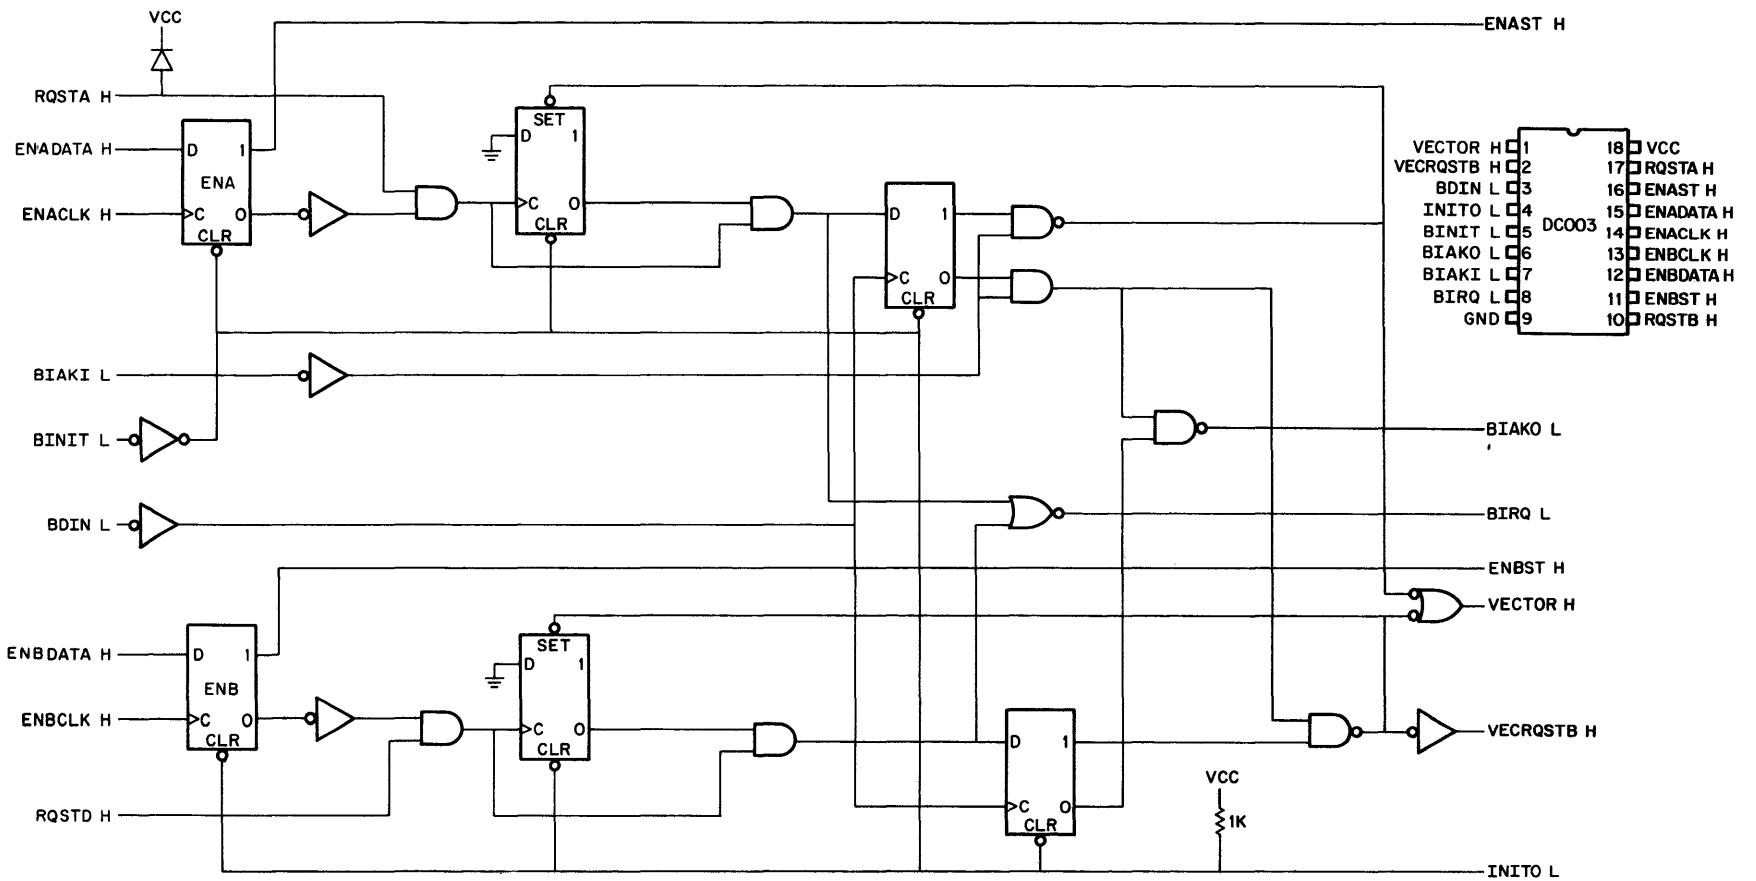 VCC
ENAST H
RQSTA H
SET
D 1
ENADATA H
D 1
ENA
ENACLK H
C O
CLR
C O
CLR
D 1
C O
CLR
VECTOR H 1 18 VCC
VECRQSTB H 2 17 RQSTA H
BDIN L 3 16 ENAST H
INITO L 4 15 ENADATA H
BINIT L 5 DC003 14 ENACLK H
BIAKO L 6 13 ENBCLK H
BIAKI L 7 12 ENBDATA H
BIRQ L 8 11 ENBST H
GND 9 10 RQSTB H
BIAKI L
BINIT L
BIAKO L
BDIN L
BIRQ L
ENBST H
VECTOR H
SET
D 1
ENBDATA H
D 1
ENB
ENBCLK H
C O
CLR
C O
CLR
VECRQSTB H
D 1
C O
CLR
VCC
1K
RQSTD H
INITO L